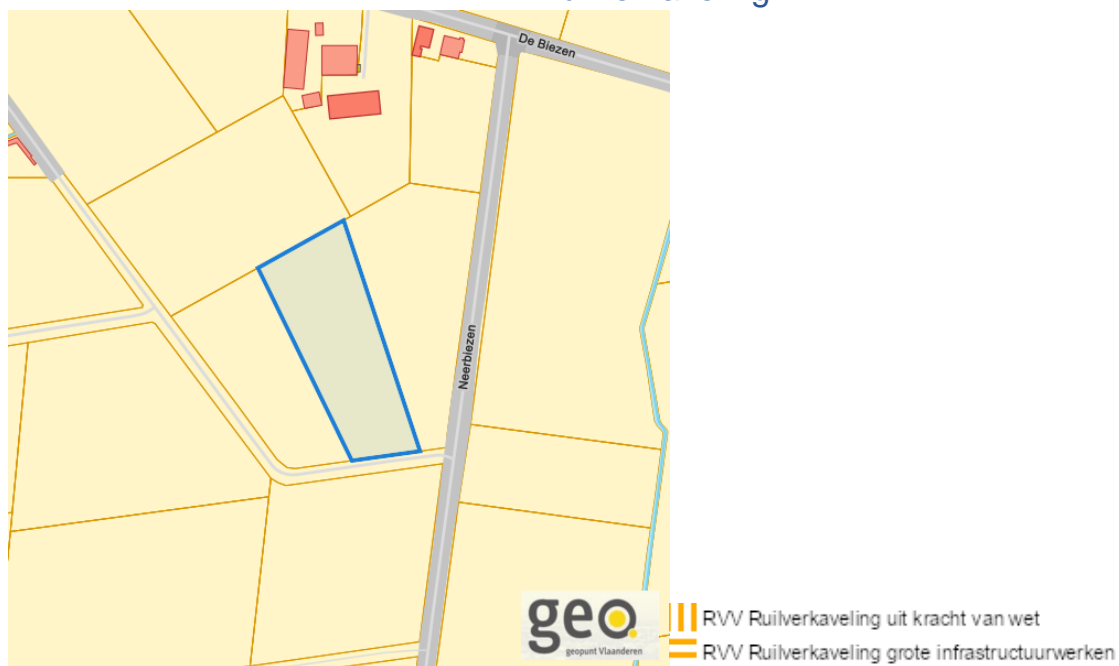 De Biezen
Neerbiezen
geo.
geopunt Vlaanderen
RVV Ruilverkaveling uit kracht van wet
RVV Ruilverkaveling grote infrastructuurwerken